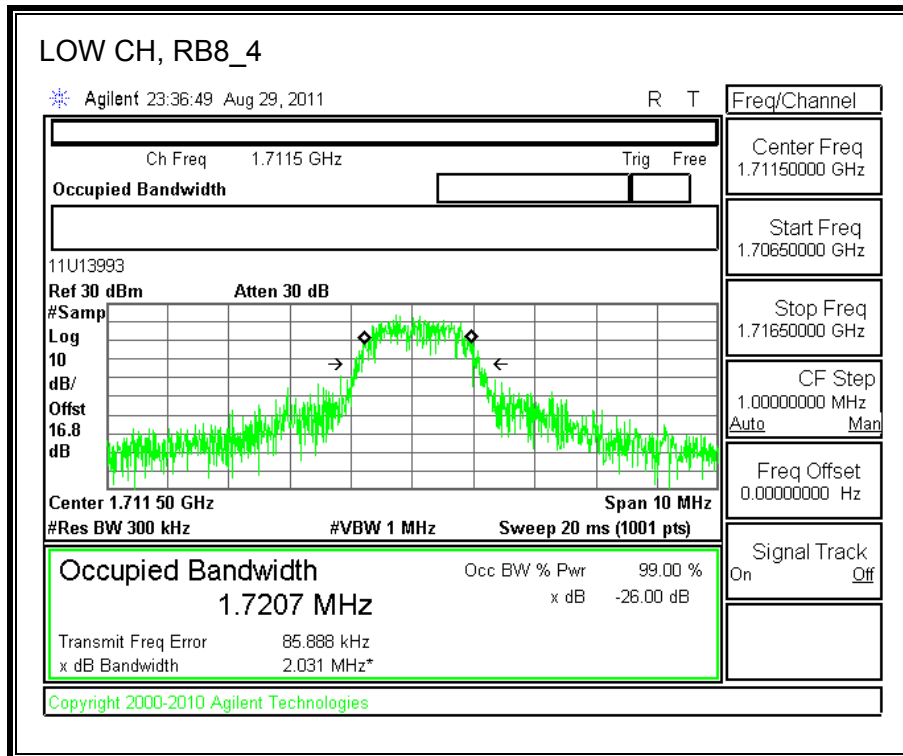 LOW CH, RB8_4
Agilent 23:36:49 Aug 29, 2011 R T
Freq/Channel
Ch Freq 1.7115 GHz Trig Free
Occupied Bandwidth
Center Freq
1.71150000 GHz
Start Freq
1.70650000 GHz
Stop Freq
1.71650000 GHz
CF Step
1.00000000 MHz
Auto Man
Freq Offset
0.00000000 Hz
Signal Track
On Off
11U13993
Ref 30 dBm Atten 30 dB
#Samp
Log
10
dB/
Offst
16.8
dB
Center 1.711 50 GHz Span 10 MHz
#Res BW 300 kHz #VBW 1 MHz Sweep 20 ms (1001 pts)
Occupied Bandwidth Occ BW % Pwr 99.00 %
1.7207 MHz x dB -26.00 dB
Transmit Freq Error 85.888 kHz
x dB Bandwidth 2.031 MHz*
Copyright 2000-2010 Agilent Technologies